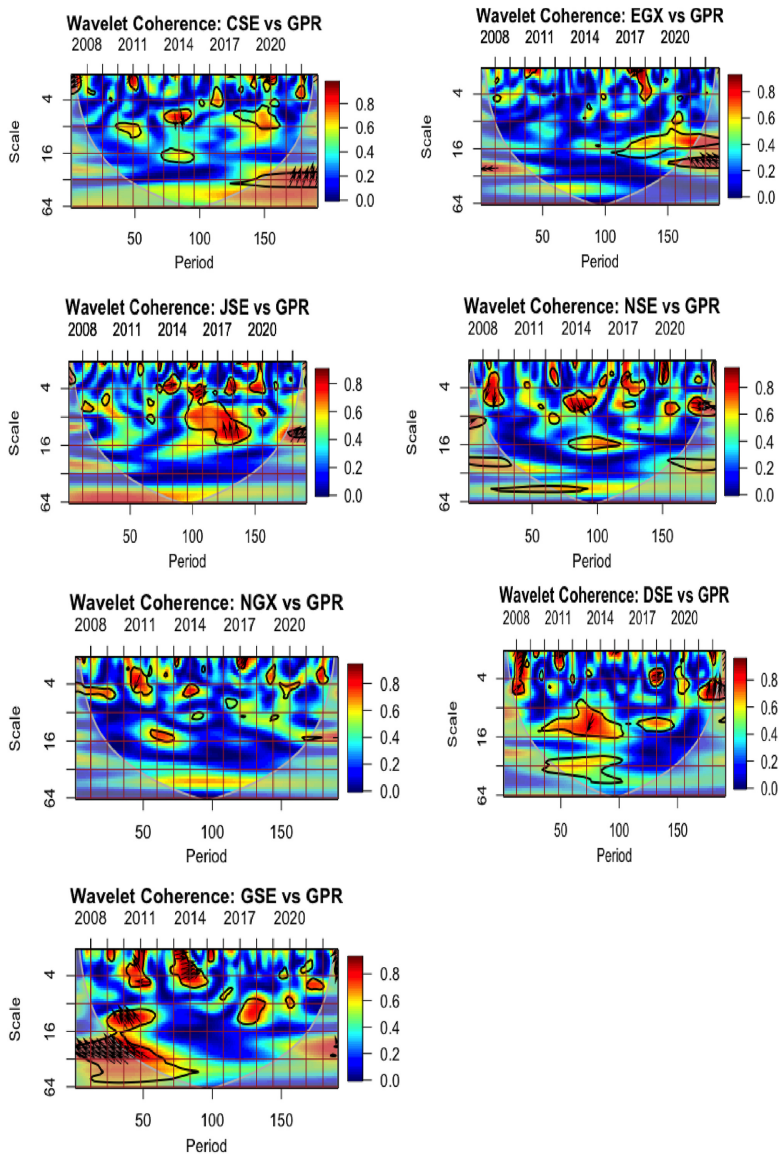 Wavelet Coherence: CSE vs GPR
2008 2011 2014 2017 2020
Scale
4
16
64
0.8
0.6
0.4
0.2
0.0
50 100 150
Period
Wavelet Coherence: EGX vs GPR
2008 2011 2014 2017 2020
Scale
4
16
64
0.8
0.6
0.4
0.2
0.0
50 100 150
Period
Wavelet Coherence: JSE vs GPR
2008 2011 2014 2017 2020
Scale
4
16
64
0.8
0.6
0.4
0.2
0.0
50 100 150
Period
Wavelet Coherence: NSE vs GPR
2008 2011 2014 2017 2020
Scale
4
16
64
0.8
0.6
0.4
0.2
0.0
50 100 150
Period
Wavelet Coherence: NGX vs GPR
2008 2011 2014 2017 2020
Scale
4
16
64
0.8
0.6
0.4
0.2
0.0
50 100 150
Period
Wavelet Coherence: DSE vs GPR
2008 2011 2014 2017 2020
Scale
4
16
64
0.8
0.6
0.4
0.2
0.0
50 100 150
Period
Wavelet Coherence: GSE vs GPR
2008 2011 2014 2017 2020
Scale
4
16
64
0.8
0.6
0.4
0.2
0.0
50 100 150
Period